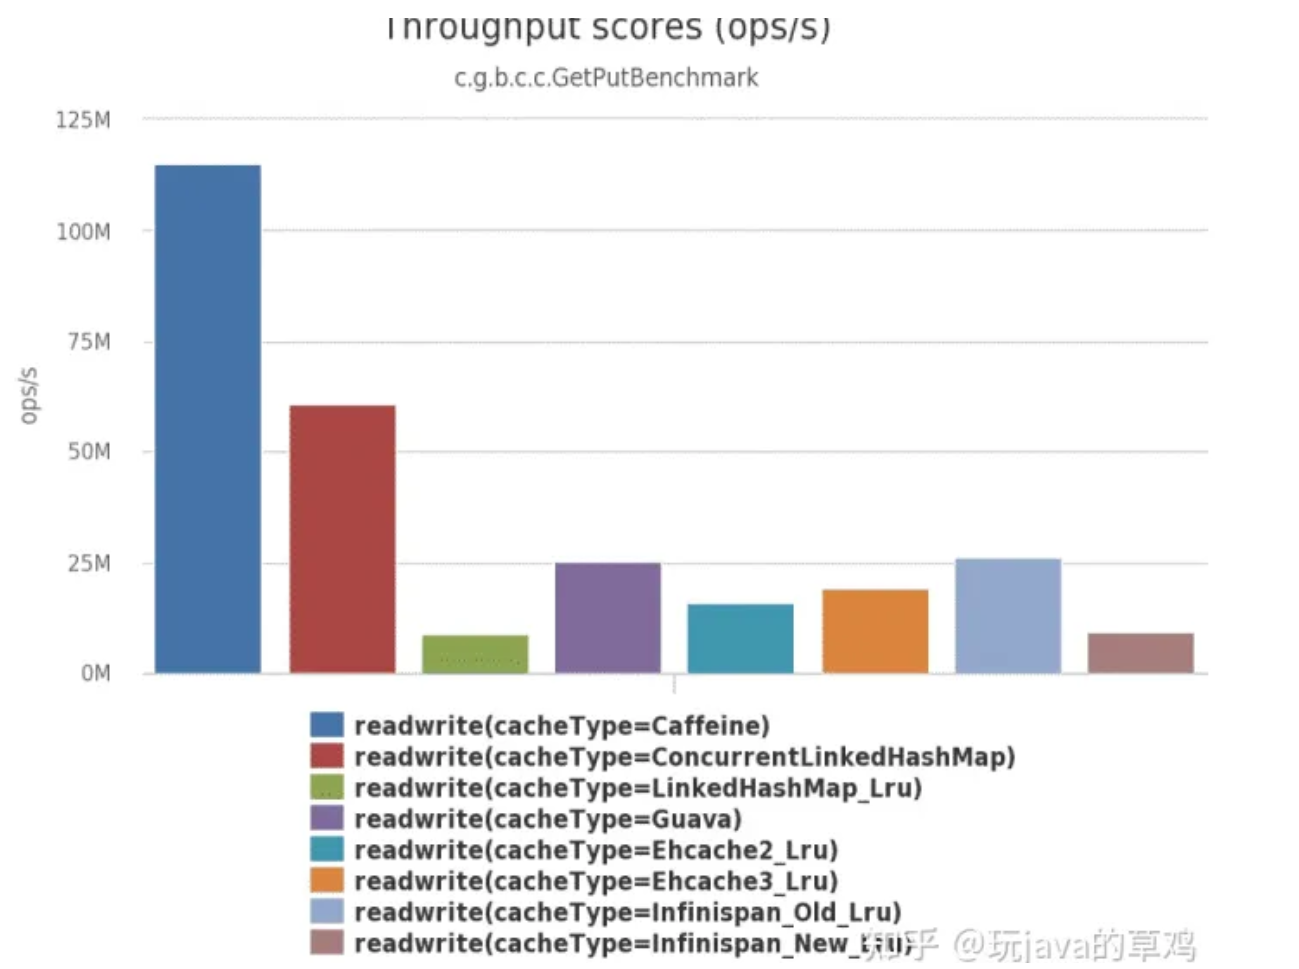 Throughput scores (ops/s)
c.g.b.c.c.GetPutBenchmark
125M
100M
75M
50M
25M
0M
ops/s
readwrite(cacheType=Caffeine)
readwrite(cacheType=ConcurrentLinkedHashMap)
readwrite(cacheType=LinkedHashMap_Lru)
readwrite(cacheType=Guava)
readwrite(cacheType=Ehcache2_Lru)
readwrite(cacheType=Ehcache3_Lru)
readwrite(cacheType=Infinispan_Old_Lru)
readwrite(cacheType=Infinispan_New_Lru)
知乎 @玩java的草鸡